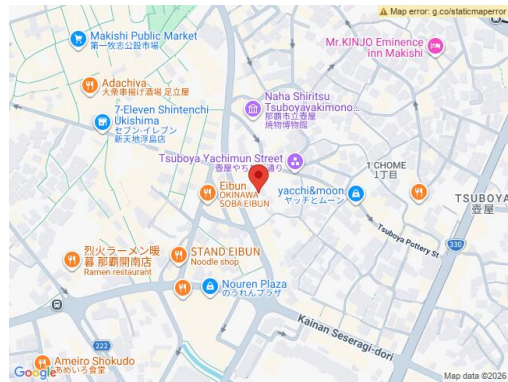 Map error: g.co/staticmaperror
Makishi Public Market
第一牧志公設市場
Mr.KINJO Eminence
inn Makishi
Adachiya
大衆串揚げ酒場 足立屋
7-Eleven Shintenchi
Ukishima
セブン-イレブン
新天地浮島店
Naha Shiritsu
Tsuboyayakimono...
那覇市立壺屋
焼物博物館
Tsuboya Yachimun Street
壺屋やち
通り
1 CHOME
1丁目
Eibun
OKINAWA
SOBA EIBUN
yacchi&moon
ヤッチとムーン
TSUBOYA
壺屋
Tsuboya Pottery St
330
烈火ラーメン暖
暮 那覇開南店
Ramen restaurant
STAND EIBUN
Noodle shop
Nouren Plaza
のうれんプラザ
Kainan Seseragi-dori
222
Ameiro Shokudo
あめいろ食堂
Google
Map data ©2026